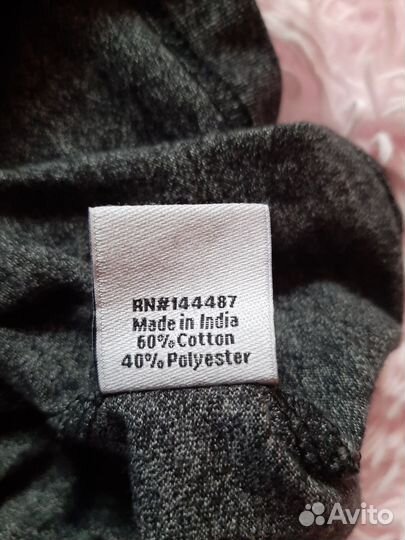 RN#144487
Made in India
60% Cotton
40% Polyester
Avito